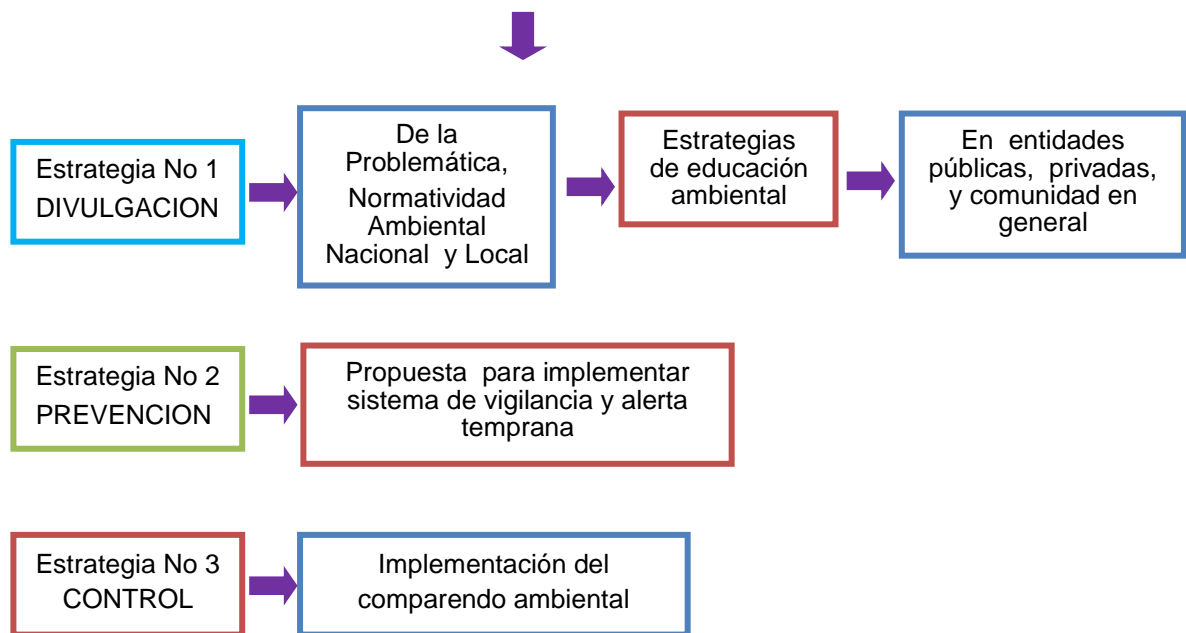 Estrategia No 1
DIVULGACION
De la
Problemática,
Normatividad
Ambiental
Nacional y Local
Estrategias
de educación
ambiental
En entidades
públicas, privadas,
y comunidad en
general
Estrategia No 2
PREVENCION
Propuesta para implementar
sistema de vigilancia y alerta
temprana
Estrategia No 3
CONTROL
Implementación del
comparendo ambiental